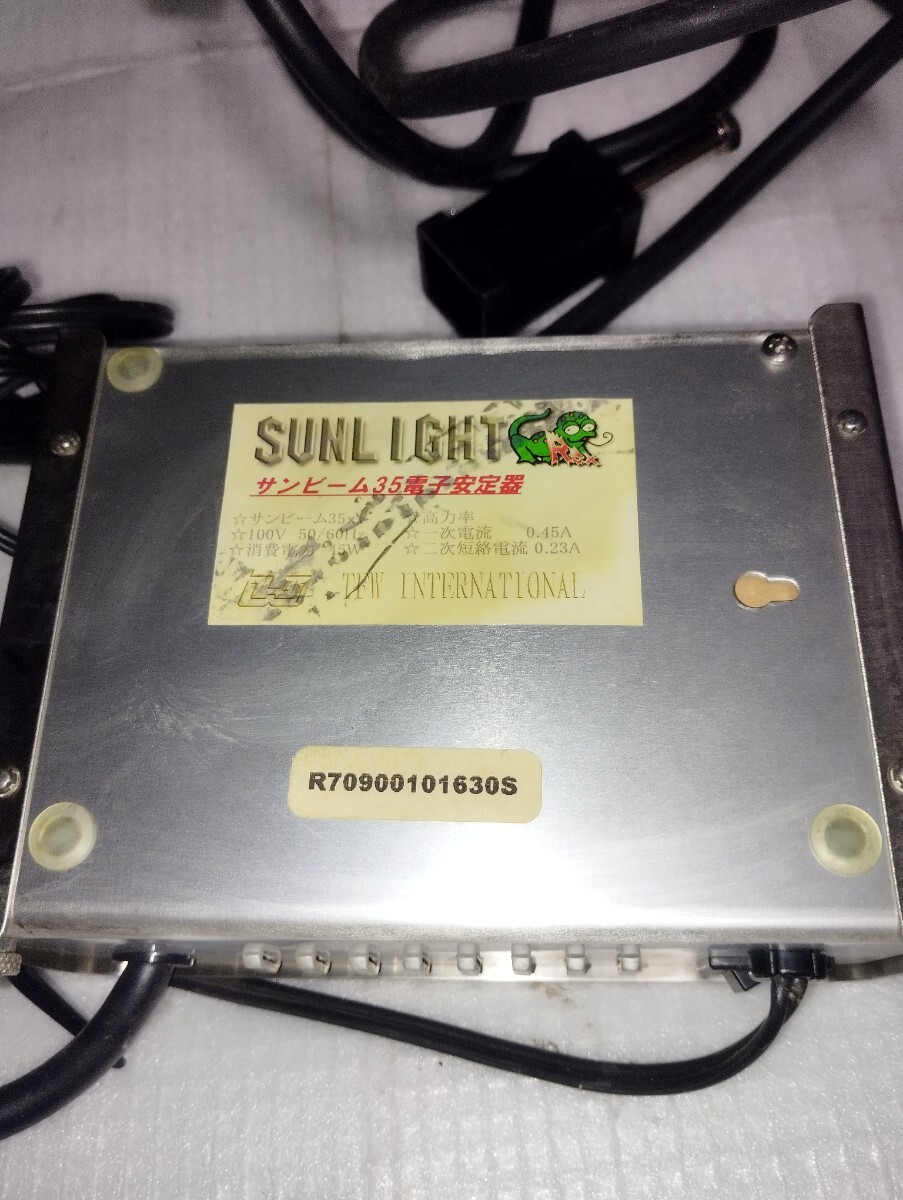 SUNLIGHT
サンビーム35電子安定器
☆サンビーム35x ☆高力率
☆100V 50/60Hz ☆一次電流 0.45A
☆消費電力 45W ☆二次短絡電流 0.23A
TFW INTERNATIONAL
R70900101630S